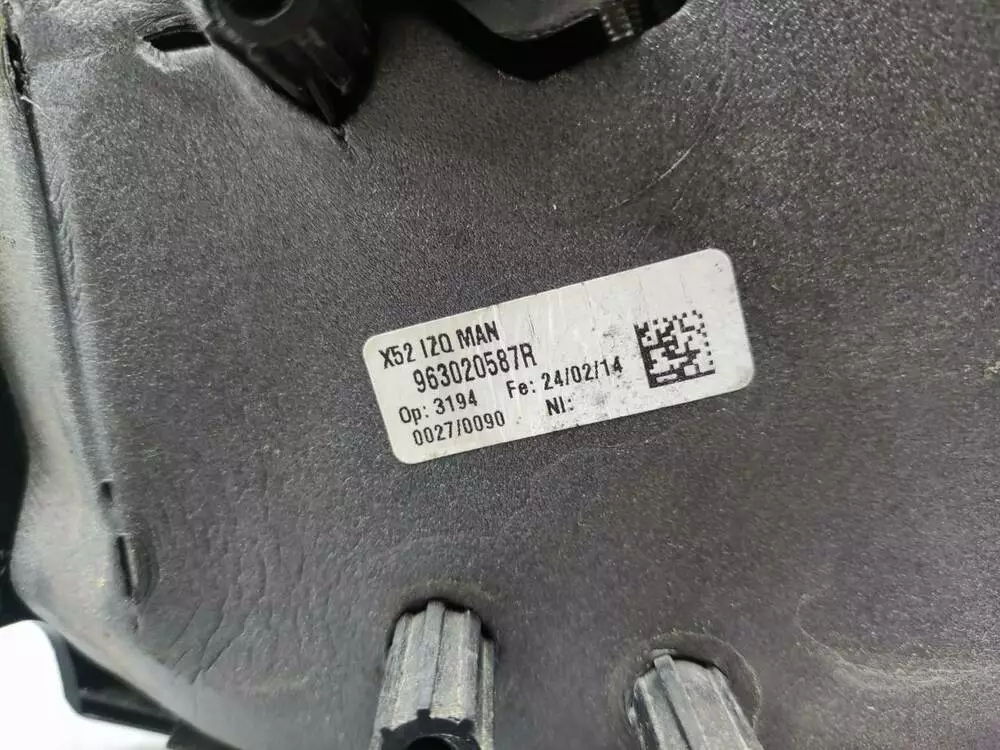 X52 IZQ MAN
963020587R
Op: 3194 Fe: 24/02/14
0027/0090 NI: